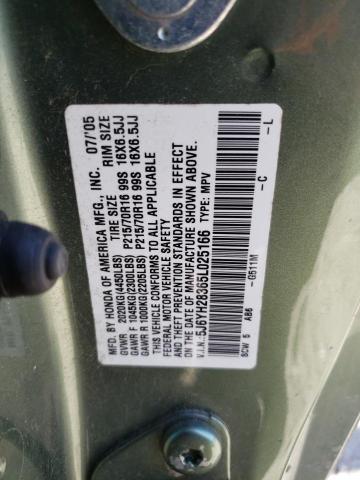 MFD. BY HONDA OF AMERICA MFG., INC. 07/'05
TIRE SIZE RIM SIZE
GVWR 2020KG(4450LBS) P215/70R16 99S 16X6.5JJ
GAWR F 1045KG(2300LBS) P215/70R16 99S 16X6.5JJ
GAWR R 1000KG(2205LBS)
THIS VEHICLE CONFORMS TO ALL APPLICABLE
FEDERAL MOTOR VEHICLE SAFETY
AND THEFT PREVENTION STANDARDS IN EFFECT
ON THE DATE OF MANUFACTURE SHOWN ABOVE.
V.I.N.: 5J6YH28365L025166 TYPE: MPV
SCW 5 AB6 -G511M -C -L